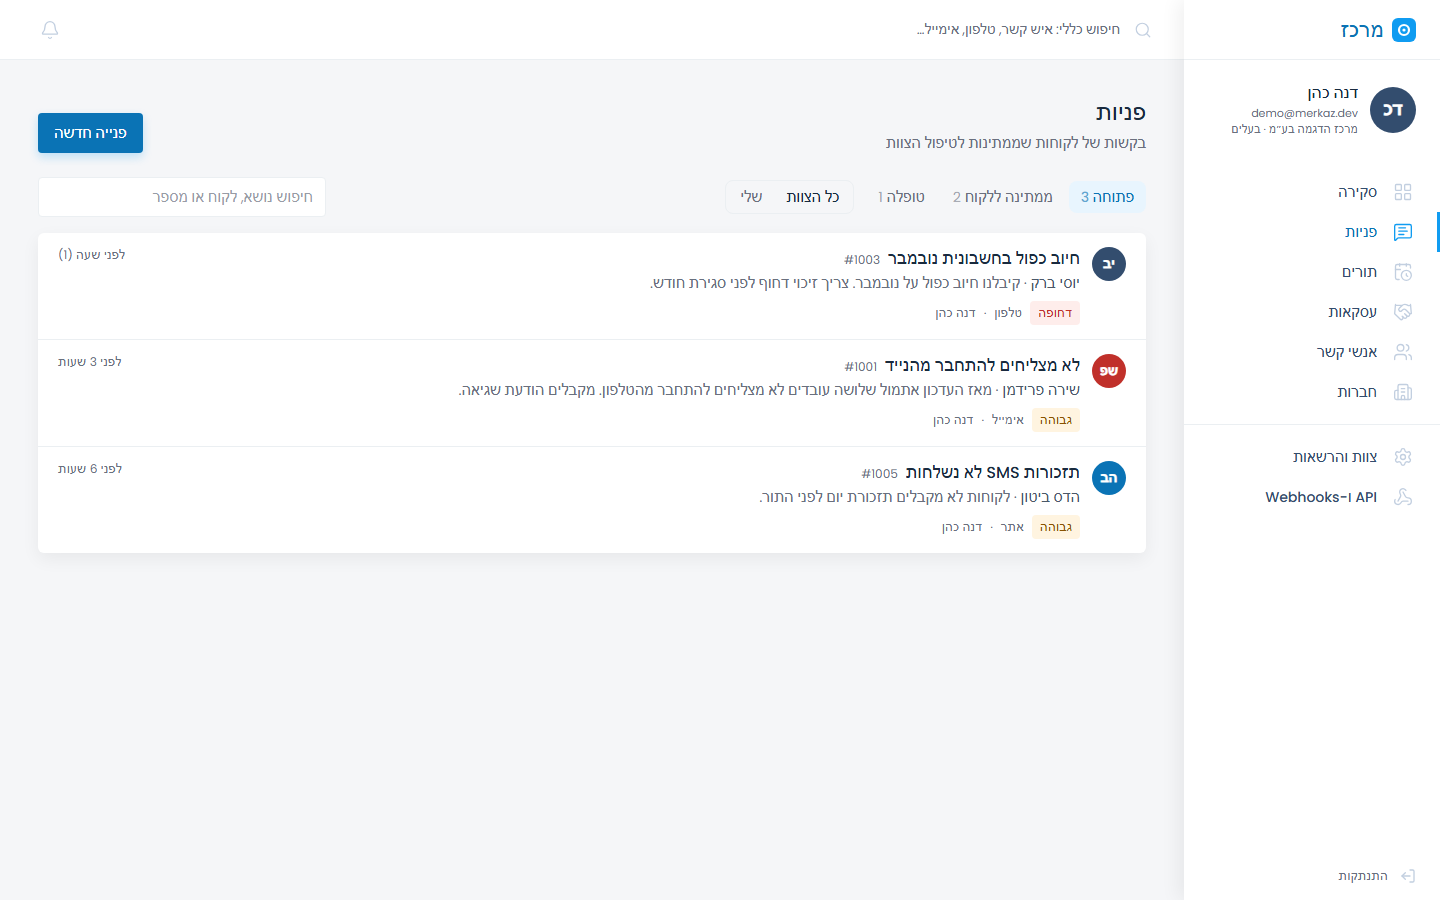 מרכז
דנה כהן
demo@merkaz.dev
מרכז הדגמה בע״מ · בעלים
סקירה
פניות
תורים
עסקאות
אנשי קשר
חברות
צוות והרשאות
API ו-Webhooks
התנתקות
חיפוש כללי: איש קשר, טלפון, אימייל...
פניות
בקשות של לקוחות שממתינות לטיפול הצוות
פנייה חדשה
פתוחה 3
ממתינה ללקוח 2
טופלה 1
כל הצוות
שלי
חיפוש נושא, לקוח או מספר
יב
חיוב כפול בחשבונית נובמבר #1003
לפני שעה (1)
יוסי ברק · קיבלנו חיוב כפול על נובמבר. צריך זיכוי דחוף לפני סגירת חודש.
דחופה טלפון · דנה כהן
שפ
לא מצליחים להתחבר מהנייד #1001
לפני 3 שעות
שירה פרידמן · מאז העדכון אתמול שלושה עובדים לא מצליחים להתחבר מהטלפון. מקבלים הודעת שגיאה.
גבוהה אימייל · דנה כהן
הב
תזכורות SMS לא נשלחות #1005
לפני 6 שעות
הדס ביטון · לקוחות לא מקבלים תזכורת יום לפני התור.
גבוהה אתר · דנה כהן
דכ